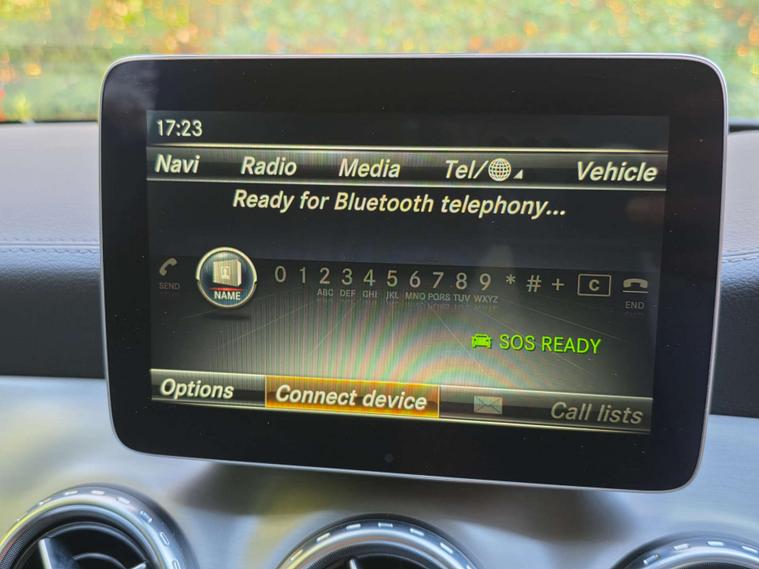 17:23
Navi Radio Media Tel/ Vehicle
Ready for Bluetooth telephony...
SEND NAME 0 1 2 3 4 5 6 7 8 9 * # + C END
ABC DEF GHI JKL MNO PQRS TUV WXYZ
SOS READY
Options Connect device Call lists